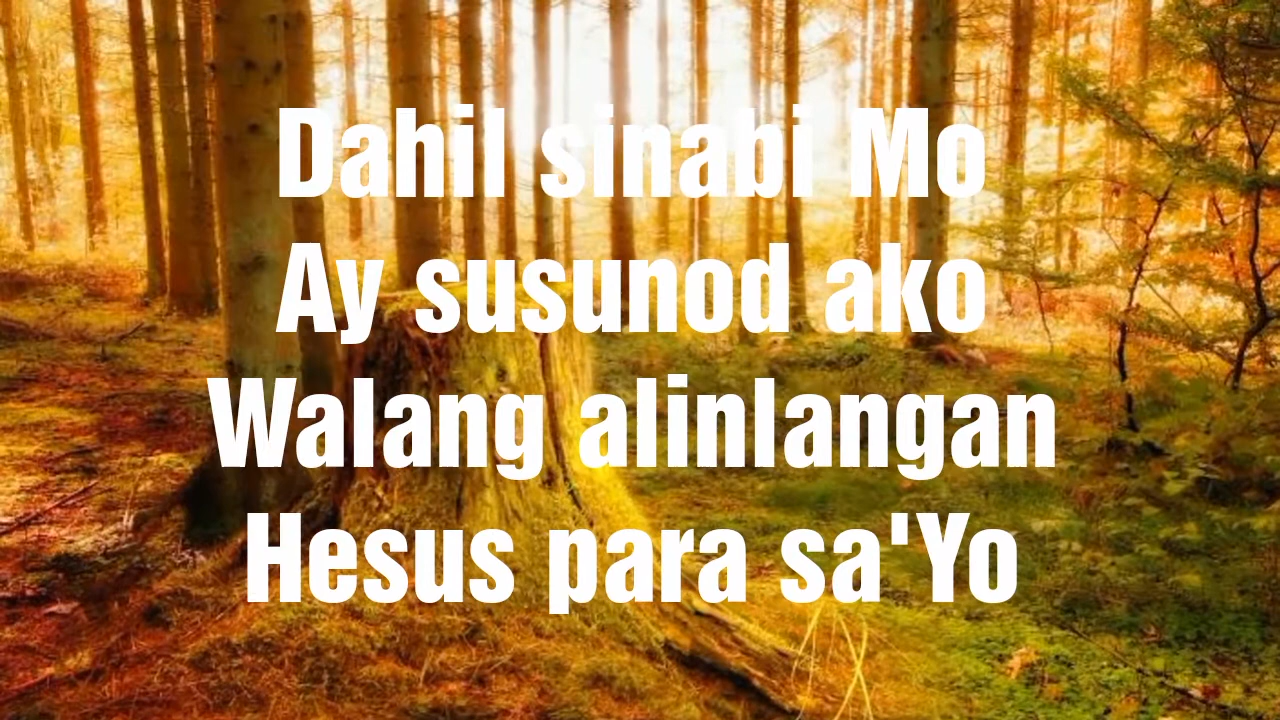 Dahil sinabi Mo
Ay susunod ako
Walang alinlangan
Hesus para sa'Yo